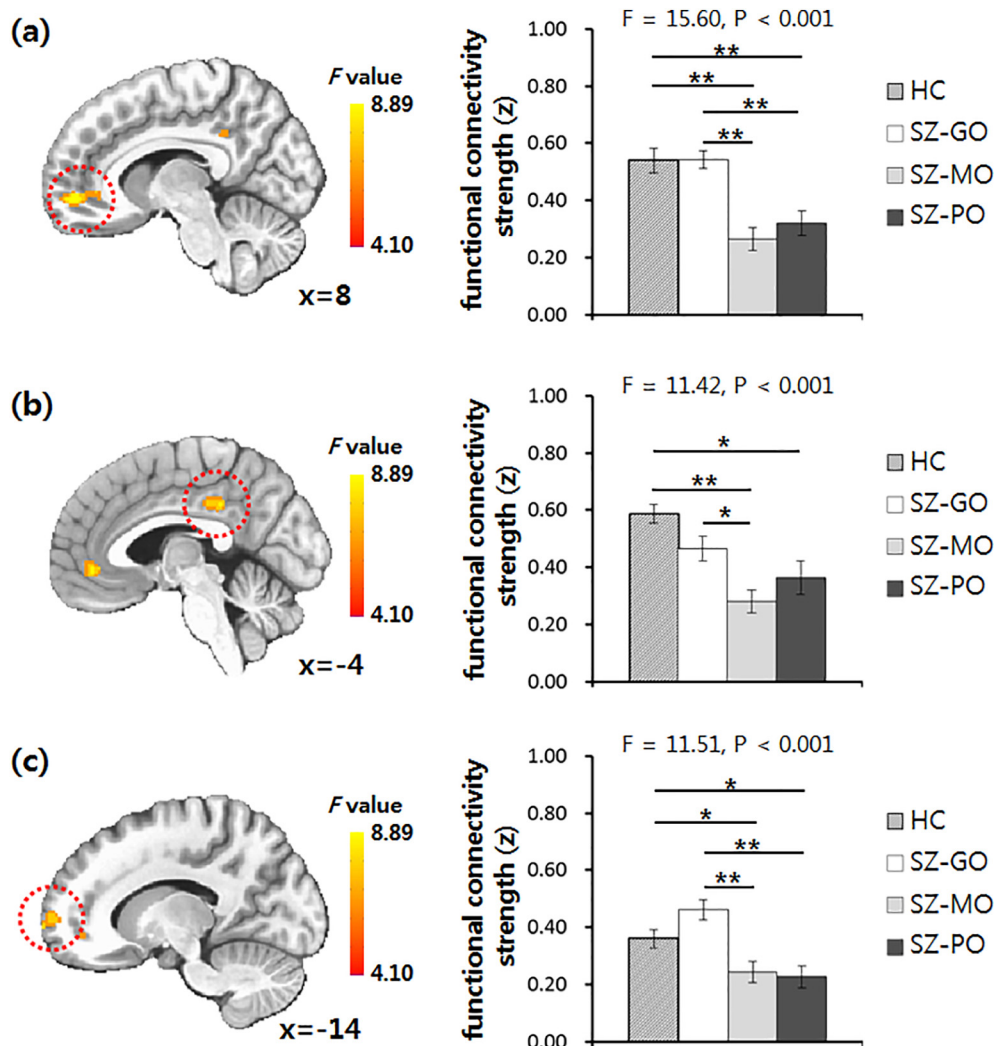 (a)
F value
8.89
4.10
x=8
F = 15.60, P < 0.001
functional connectivity
strength (z)
1.00
0.80
0.60
0.40
0.20
0.00
**
**
**
**
HC
SZ-GO
SZ-MO
SZ-PO
(b)
F value
8.89
4.10
x=-4
F = 11.42, P < 0.001
functional connectivity
strength (z)
1.00
0.80
0.60
0.40
0.20
0.00
*
**
*
HC
SZ-GO
SZ-MO
SZ-PO
(c)
F value
8.89
4.10
x=-14
F = 11.51, P < 0.001
functional connectivity
strength (z)
1.00
0.80
0.60
0.40
0.20
0.00
*
*
**
**
HC
SZ-GO
SZ-MO
SZ-PO